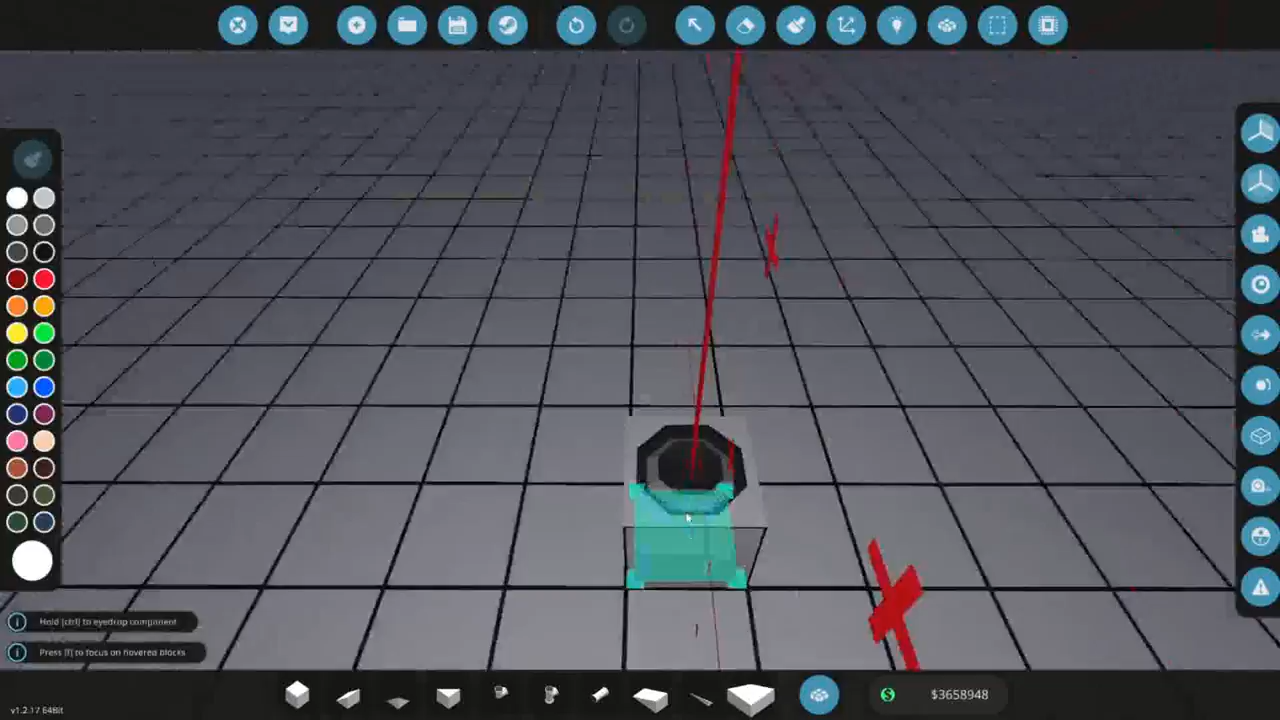 Hold [ctrl] to eyedrop component
Press [f] to focus on hovered blocks
$3658948
v1.2.17 64Bit